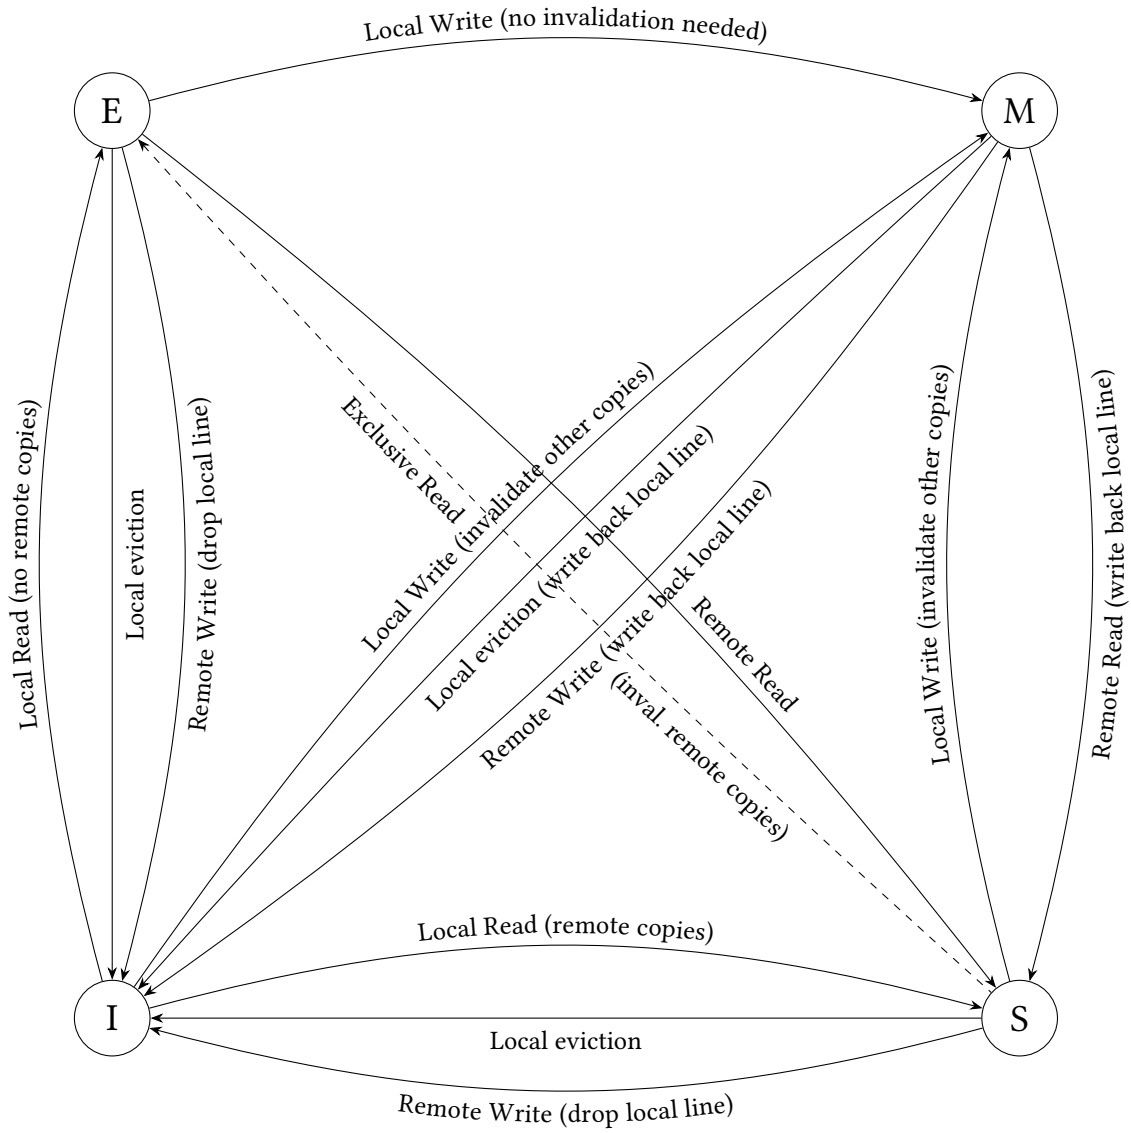 Local Write (no invalidation needed)
E
M
Local Read (no remote copies)
Local eviction
Remote Write (drop local line)
Exclusive Read
(inval. remote copies)
Remote Read
Local Write (invalidate other copies)
Local eviction (write back local line)
Remote Write (write back local line)
Local Write (invalidate other copies)
Remote Read (write back local line)
Local Read (remote copies)
I
S
Local eviction
Remote Write (drop local line)